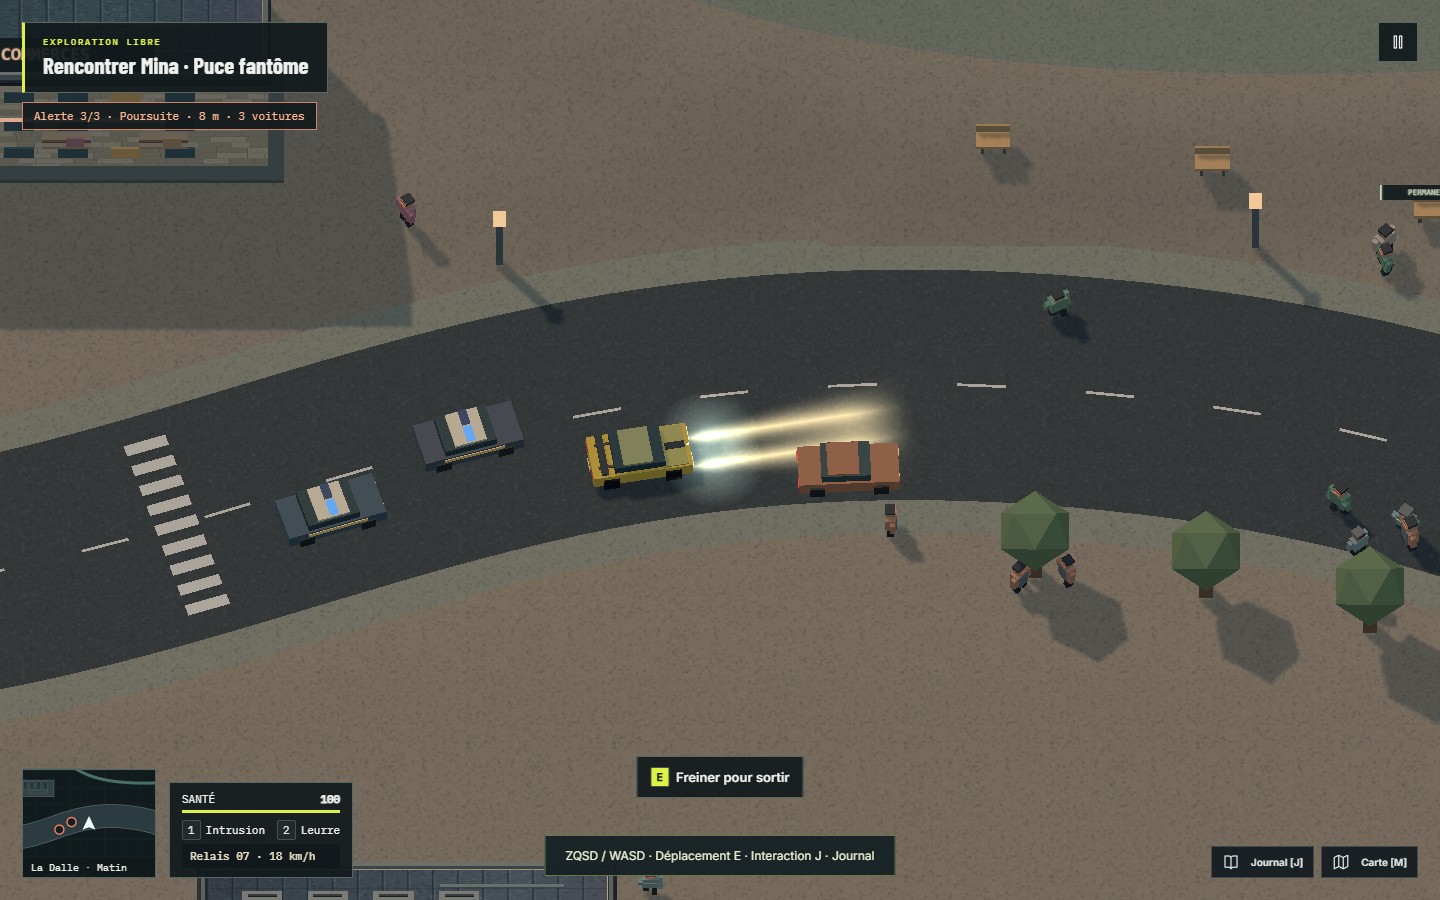 EXPLORATION LIBRE
Rencontrer Mina · Puce fantôme
Alerte 3/3 · Poursuite · 8 m · 3 voitures
E Freiner pour sortir
SANTÉ 100
1 Intrusion 2 Leurre
Relais 07 · 18 km/h
La Dalle · Matin
ZQSD / WASD · Déplacement E · Interaction J · Journal
Journal [J]
Carte [M]